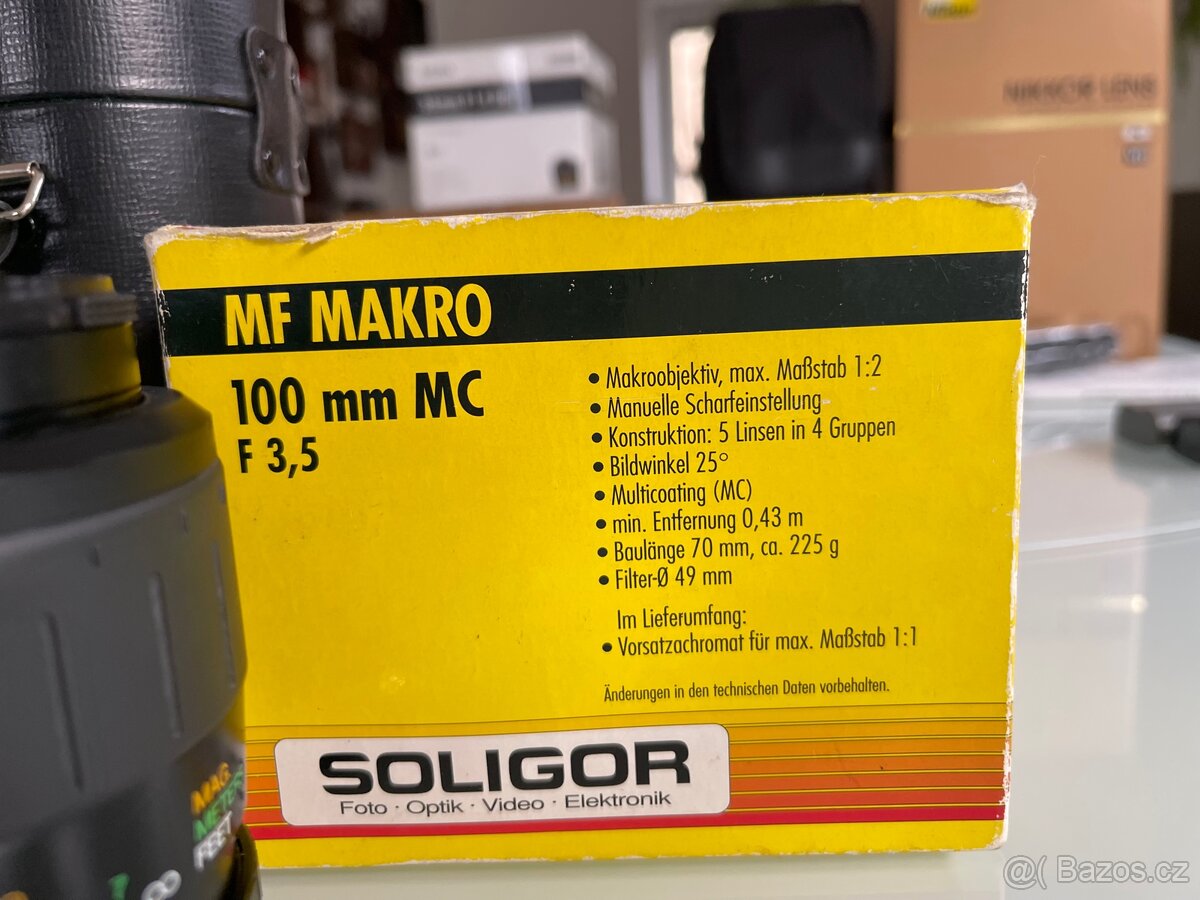 NIKKOR LENS
MF MAKRO
100 mm MC
F 3,5
• Makroobjektiv, max. Maßstab 1:2
• Manuelle Scharfeinstellung
• Konstruktion: 5 Linsen in 4 Gruppen
• Bildwinkel 25°
• Multicoating (MC)
• min. Entfernung 0,43 m
• Baulänge 70 mm, ca. 225 g
• Filter-Ø 49 mm
Im Lieferumfang:
• Vorsatzachromat für max. Maßstab 1:1
Änderungen in den technischen Daten vorbehalten.
SOLIGOR
Foto · Optik · Video · Elektronik
MAG.
METER
FEET
∞
@( Bazos.cz